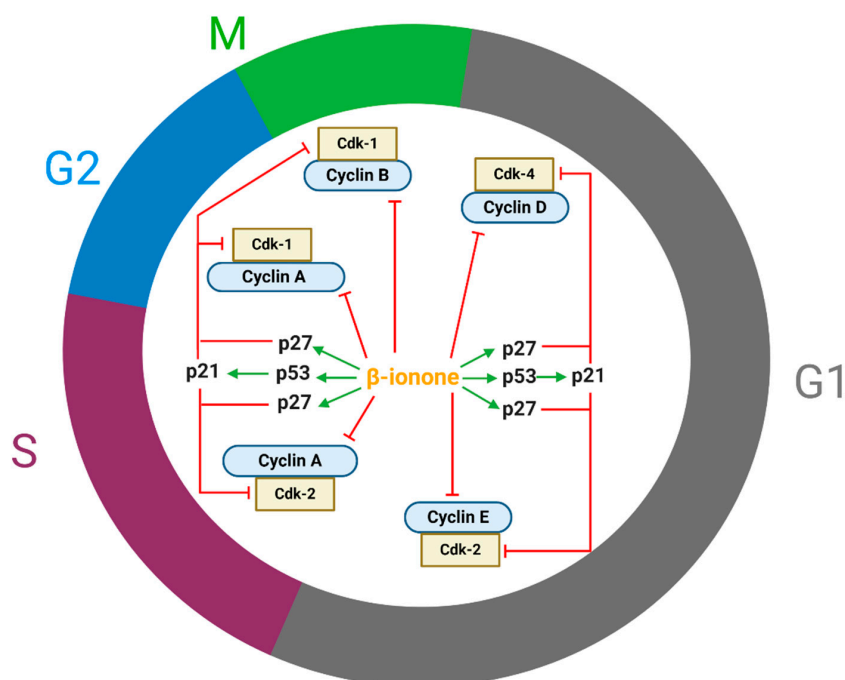 M
G2
Cdk-1
Cyclin B
Cdk-4
Cyclin D
Cdk-1
Cyclin A
p27
p27
p21
p53
β-ionone
p53
p21
G1
p27
p27
S
Cyclin A
Cdk-2
Cyclin E
Cdk-2